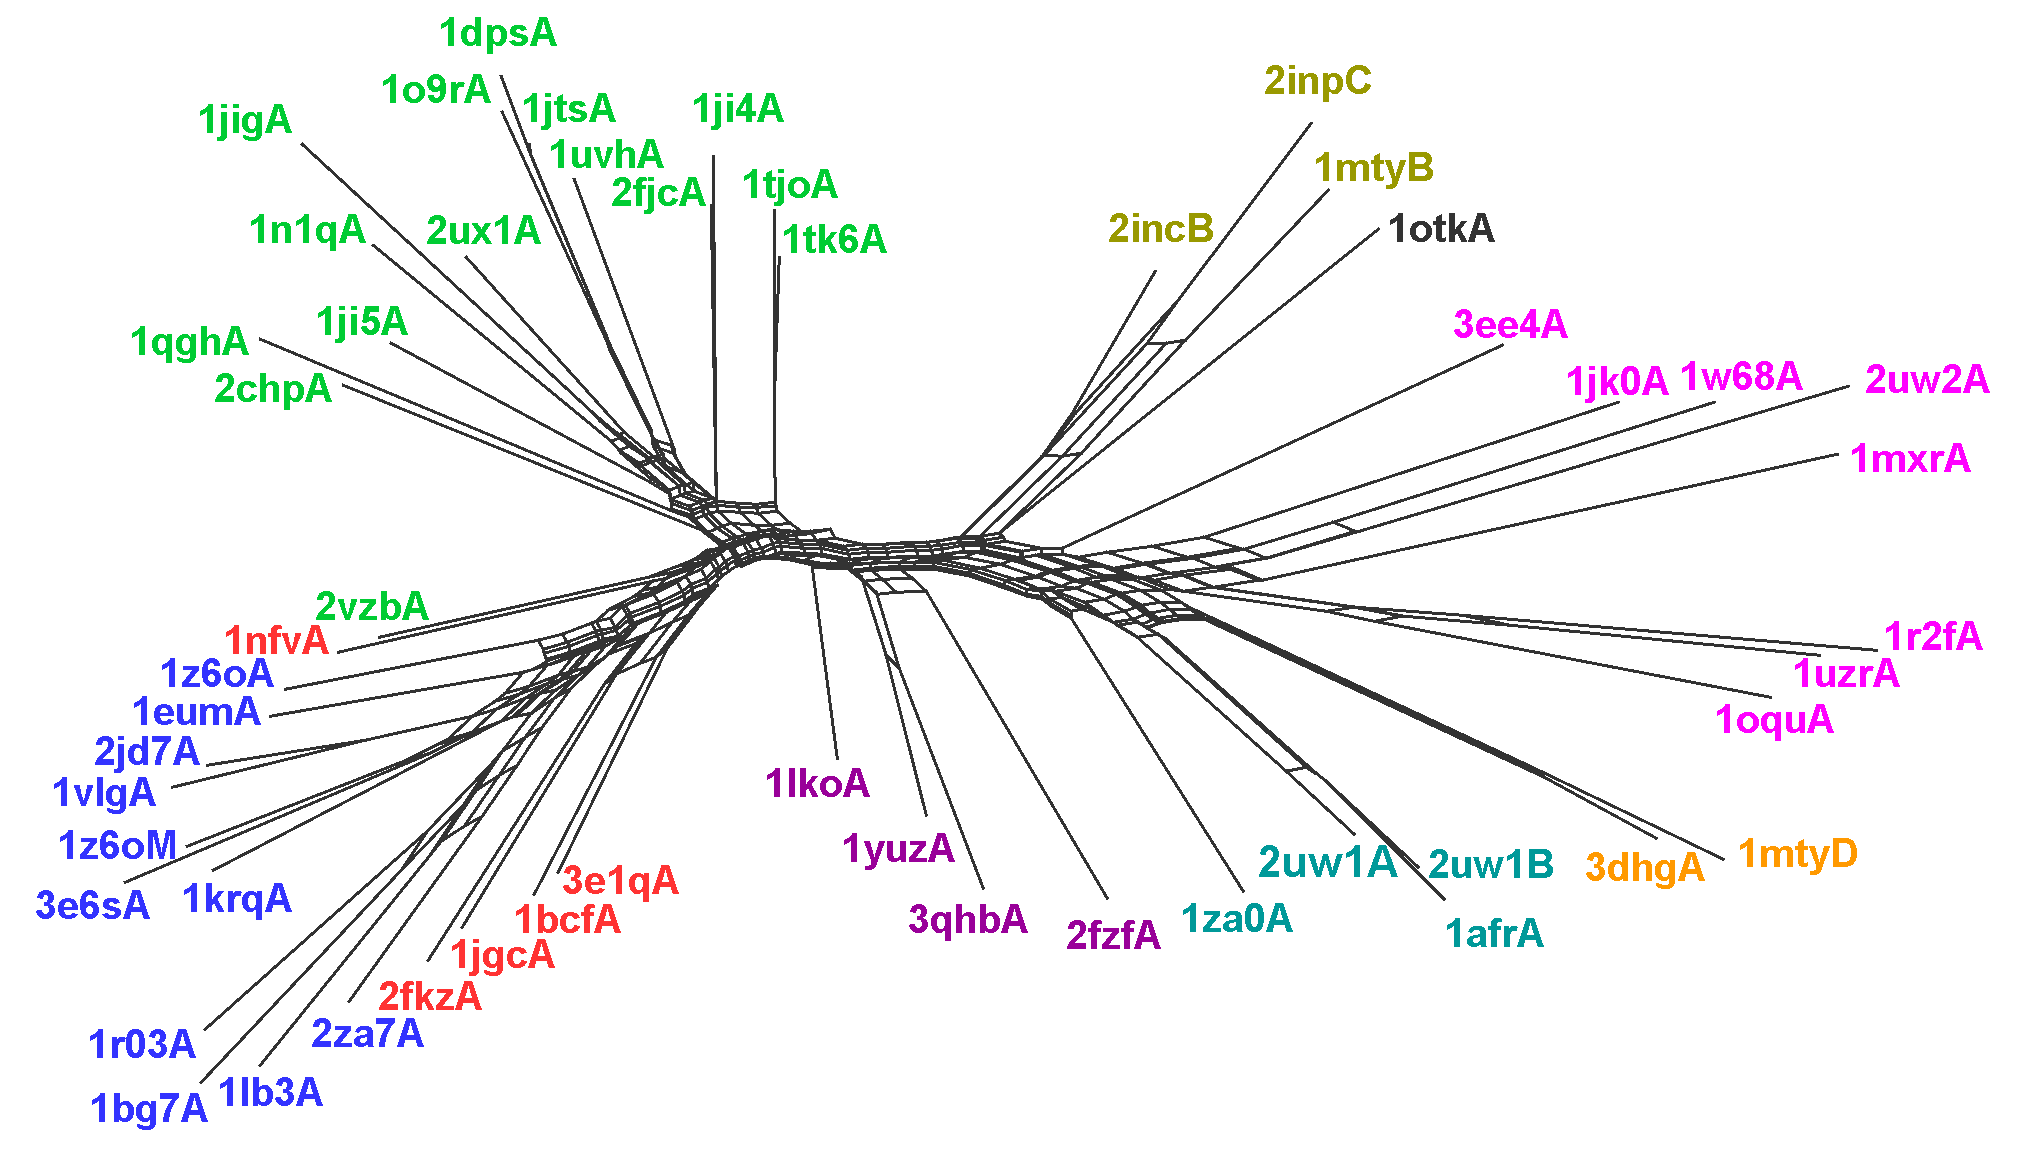 1dpsA
1o9rA
1jtsA
1jigA
1uvhA
2fjcA
1ji4A
1tjoA
1tk6A
1n1qA
2ux1A
1ji5A
1qghA
2chpA
2inpC
1mtyB
2incB
1otkA
3ee4A
1jk0A
1w68A
2uw2A
1mxrA
1r2fA
1uzrA
1oquA
2vzbA
1nfvA
1z6oA
1eumA
2jd7A
1vlgA
1z6oM
3e6sA
1krqA
1r03A
1bg7A
1lb3A
2za7A
2fkzA
1jgcA
1bcfA
3e1qA
1lkoA
1yuzA
3qhbA
2fzfA
1za0A
2uw1A
2uw1B
1afrA
3dhgA
1mtyD